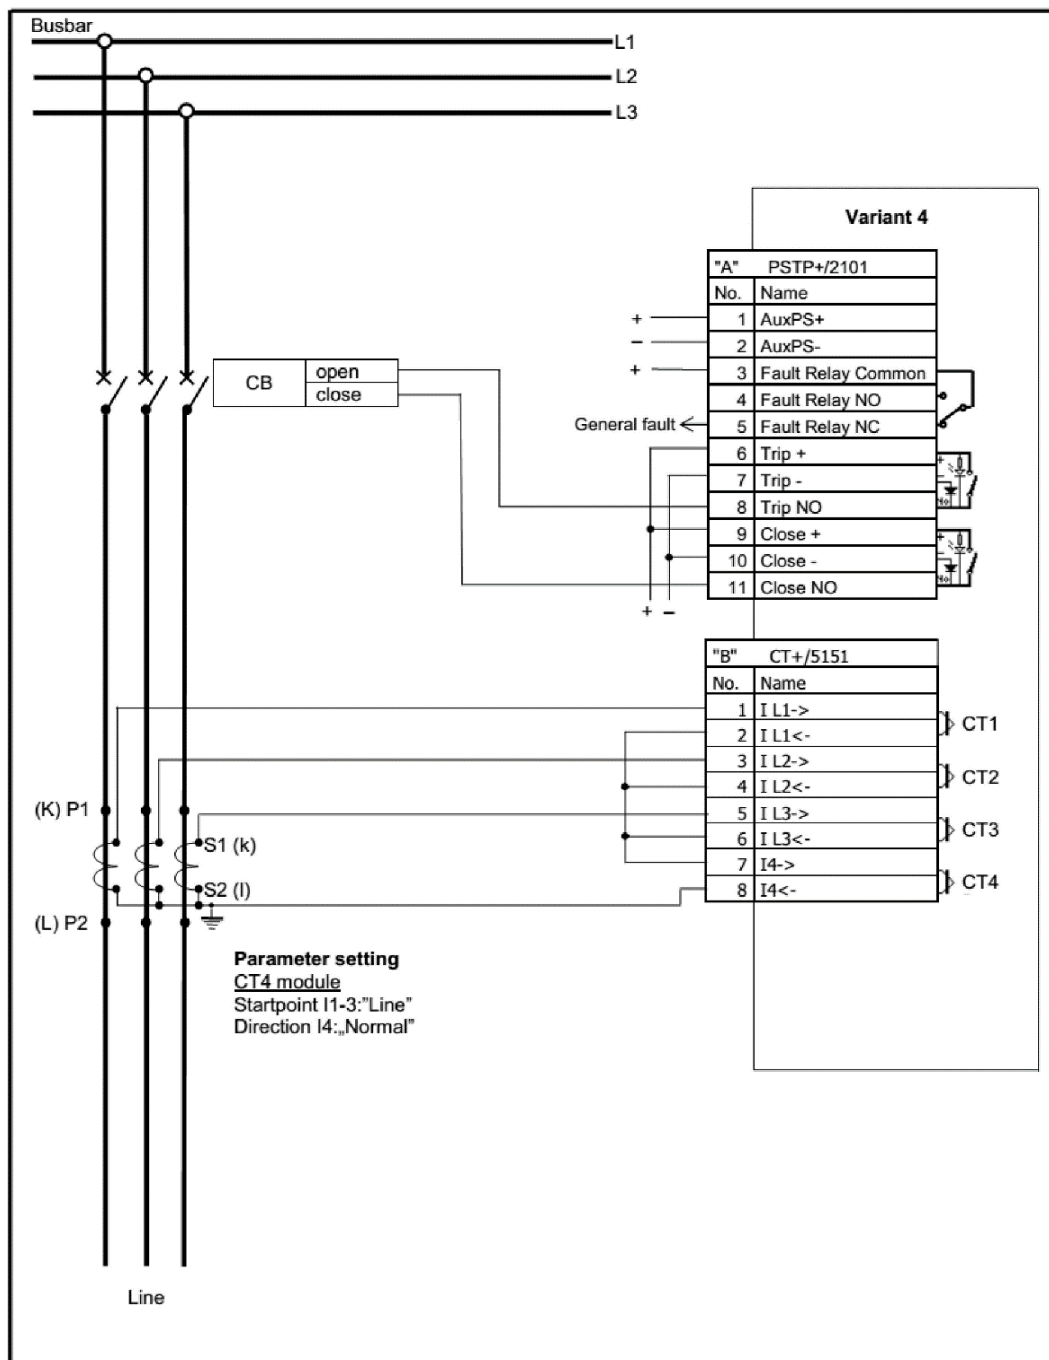 Busbar
L1
L2
L3
Variant 4
"A" PSTP+/2101
No. Name
+ 1 AuxPS+
− 2 AuxPS-
+ 3 Fault Relay Common
4 Fault Relay NO
General fault 5 Fault Relay NC
6 Trip +
7 Trip -
8 Trip NO
9 Close +
10 Close -
11 Close NO
+ −
CB open
close
"B" CT+/5151
No. Name
1 I L1->
2 I L1<-
CT1
3 I L2->
4 I L2<-
CT2
5 I L3->
6 I L3<-
CT3
7 I4->
8 I4<-
CT4
(K) P1
S1 (k)
S2 (l)
(L) P2
Parameter setting
CT4 module
Startpoint I1-3:”Line”
Direction I4:„Normal”
Line